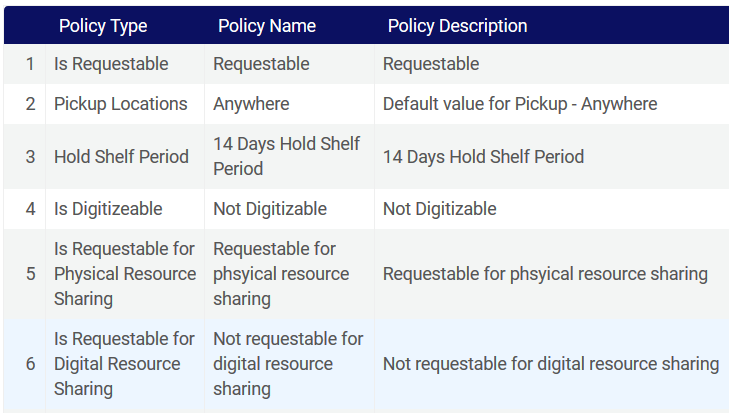 Policy Type Policy Name Policy Description
1 Is Requestable Requestable Requestable
2 Pickup Locations Anywhere Default value for Pickup - Anywhere
3 Hold Shelf Period 14 Days Hold Shelf Period 14 Days Hold Shelf Period
4 Is Digitizeable Not Digitizable Not Digitizable
5 Is Requestable for Physical Resource Sharing Requestable for phsyical resource sharing Requestable for phsyical resource sharing
6 Is Requestable for Digital Resource Sharing Not requestable for digital resource sharing Not requestable for digital resource sharing